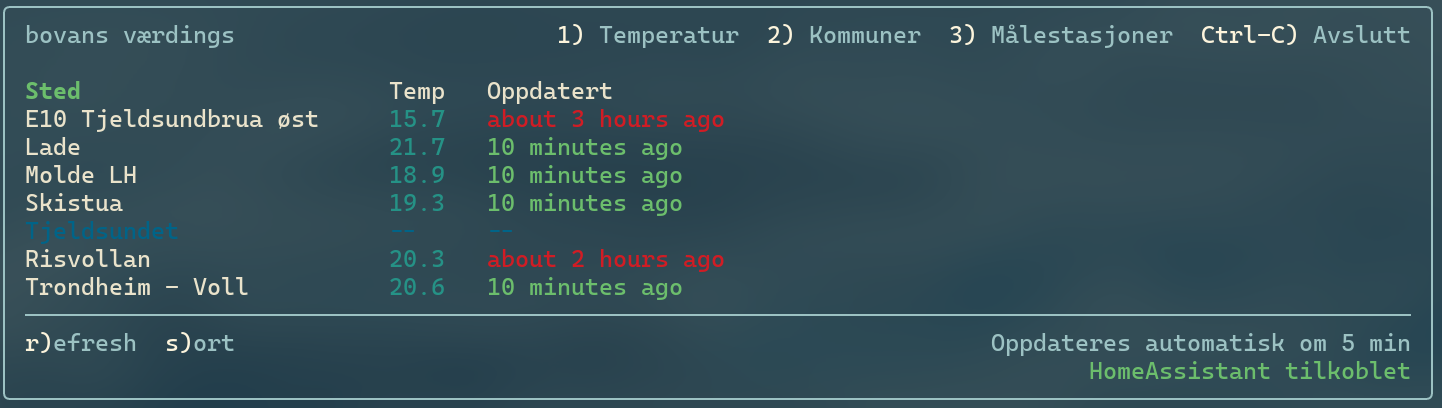 bovans værdings 1) Temperatur 2) Kommuner 3) Målestasjoner Ctrl-C) Avslutt
Sted Temp Oppdatert
E10 Tjeldsundbrua øst 15.7 about 3 hours ago
Lade 21.7 10 minutes ago
Molde LH 18.9 10 minutes ago
Skistua 19.3 10 minutes ago
Tjeldsundet -- --
Risvollan 20.3 about 2 hours ago
Trondheim - Voll 20.6 10 minutes ago
r)efresh s)ort Oppdateres automatisk om 5 min
HomeAssistant tilkoblet